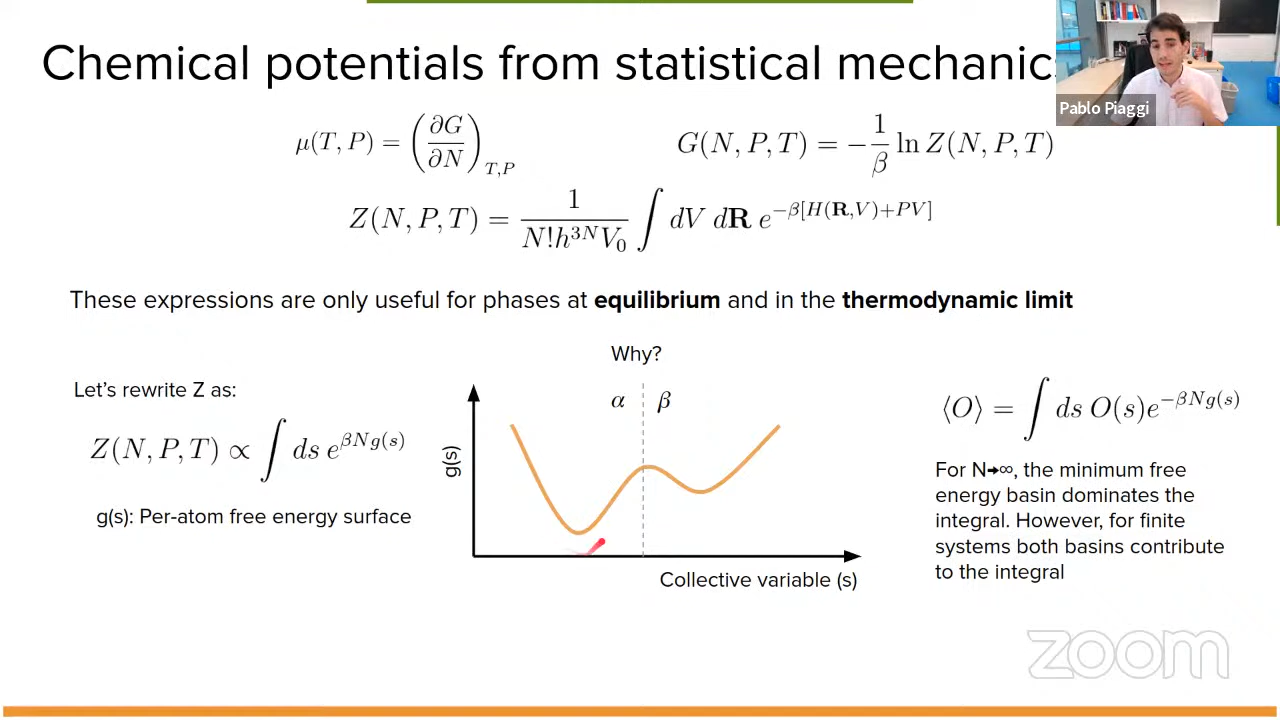 Chemical potentials from statistical mechanic
Pablo Piaggi
μ(T, P) = (∂G/∂N)_{T,P}
G(N, P, T) = −1/β ln Z(N, P, T)
Z(N, P, T) = 1/(N!h^{3N}V_0) ∫ dV dR e^{−β[H(R,V)+PV]}
These expressions are only useful for phases at equilibrium and in the thermodynamic limit
Why?
Let's rewrite Z as:
Z(N, P, T) ∝ ∫ ds e^{βNg(s)}
g(s): Per-atom free energy surface
g(s)
α
β
Collective variable (s)
⟨O⟩ = ∫ ds O(s)e^{−βNg(s)}
For N→∞, the minimum free
energy basin dominates the
integral. However, for finite
systems both basins contribute
to the integral
zoom